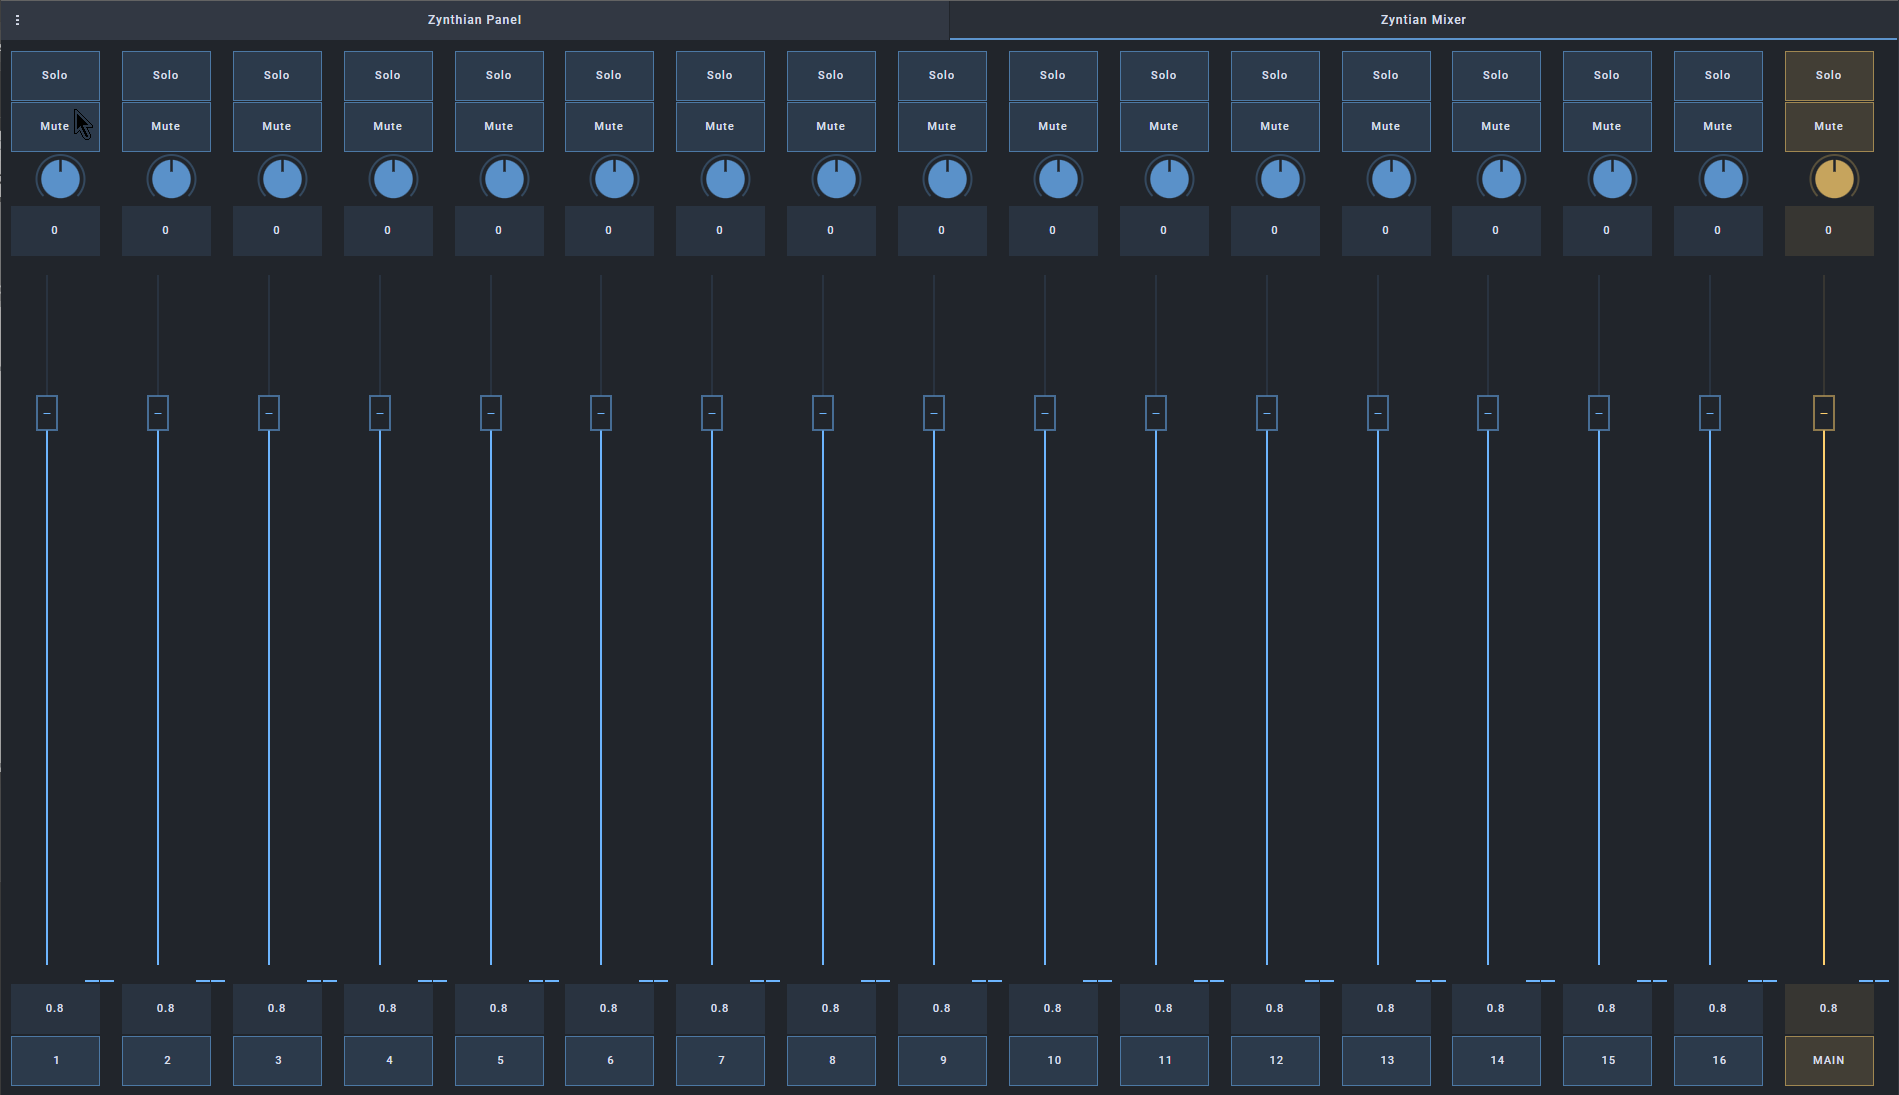 Zynthian Panel Zyntian Mixer
Solo Solo Solo Solo Solo Solo Solo Solo Solo Solo Solo Solo Solo Solo Solo Solo Solo
Mute Mute Mute Mute Mute Mute Mute Mute Mute Mute Mute Mute Mute Mute Mute Mute Mute
0 0 0 0 0 0 0 0 0 0 0 0 0 0 0 0 0
0.8 0.8 0.8 0.8 0.8 0.8 0.8 0.8 0.8 0.8 0.8 0.8 0.8 0.8 0.8 0.8 0.8
1 2 3 4 5 6 7 8 9 10 11 12 13 14 15 16 MAIN